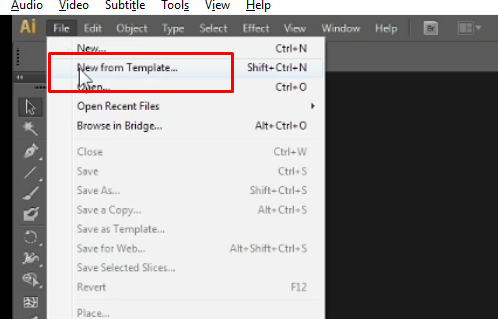 Audio Video Subtitle Tools View Help
Ai File Edit Object Type Select Effect View Window Help Br
New... Ctrl+N
New from Template... Shift+Ctrl+N
Open... Ctrl+O
Open Recent Files
Browse in Bridge... Alt+Ctrl+O
Close Ctrl+W
Save Ctrl+S
Save As... Shift+Ctrl+S
Save a Copy... Alt+Ctrl+S
Save as Template...
Save for Web... Alt+Shift+Ctrl+S
Save Selected Slices...
Revert F12
Place...